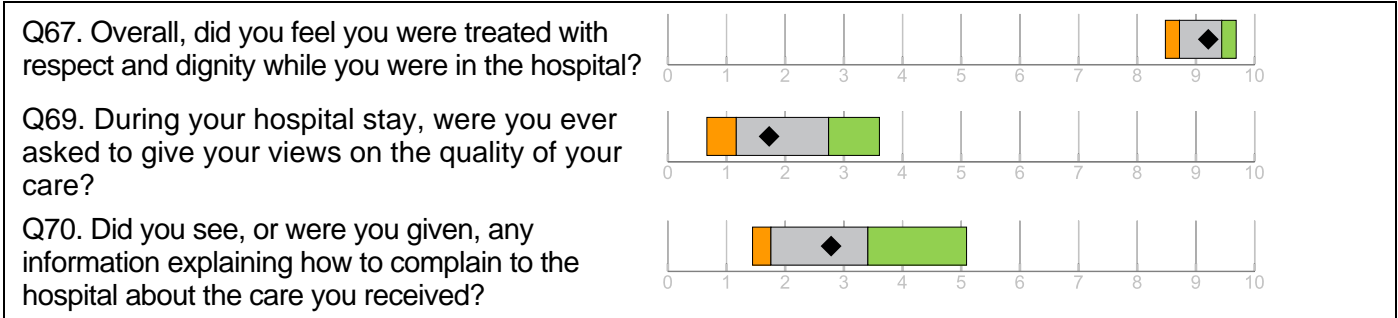 Q67. Overall, did you feel you were treated with
respect and dignity while you were in the hospital?
0 1 2 3 4 5 6 7 8 9 10
Q69. During your hospital stay, were you ever
asked to give your views on the quality of your
care?
0 1 2 3 4 5 6 7 8 9 10
Q70. Did you see, or were you given, any
information explaining how to complain to the
hospital about the care you received?
0 1 2 3 4 5 6 7 8 9 10